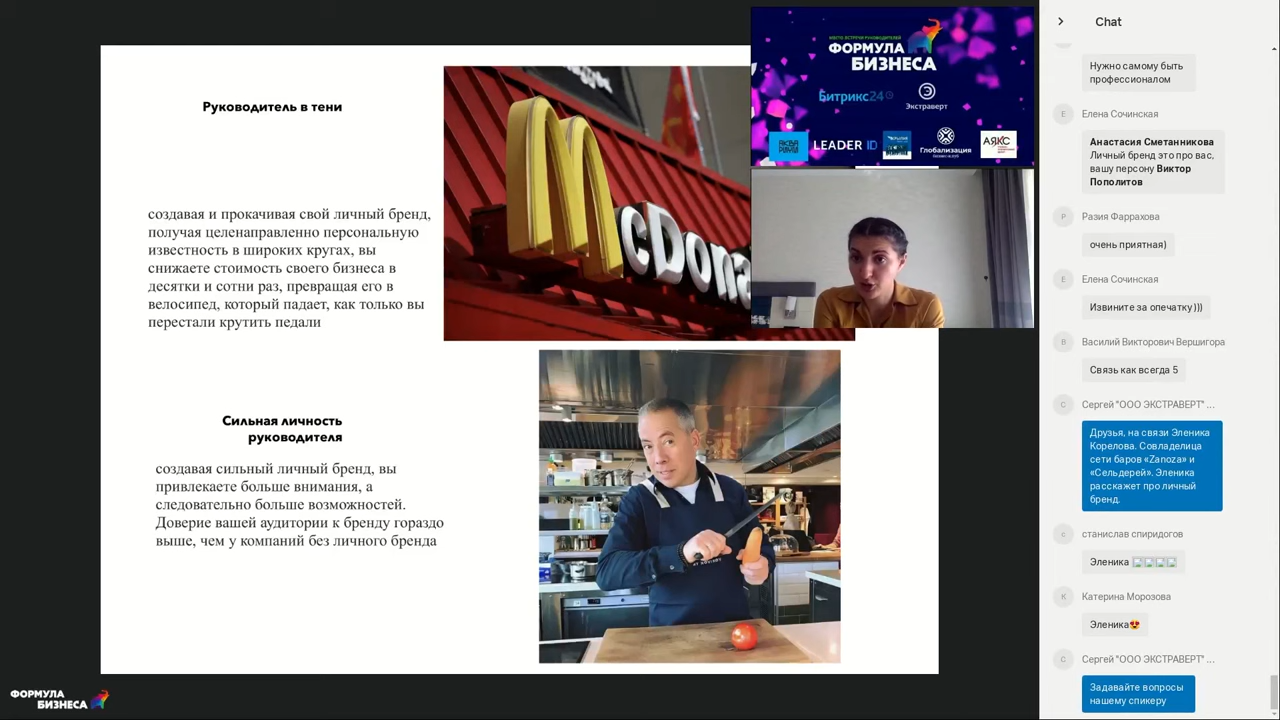 Руководитель в тени
создавая и прокачивая свой личный бренд,
получая целенаправленно персональную
известность в широких кругах, вы
снижаете стоимость своего бизнеса в
десятки и сотни раз, превращая его в
велосипед, который падает, как только вы
перестали крутить педали
McDona
Сильная личность
руководителя
создавая сильный личный бренд, вы
привлекаете больше внимания, а
следовательно больше возможностей.
Доверие вашей аудитории к бренду гораздо
выше, чем у компаний без личного бренда
МЕСТО ВСТРЕЧИ РУКОВОДИТЕЛЕЙ
ФОРМУЛА
БИЗНЕСА
Битрикс24
Экстраверт
LEADER ID
Глобализация
АЯКС
ФОРМУЛА
БИЗНЕСА
Chat
Нужно самому быть
профессионалом
Е
Елена Сочинская
Анастасия Сметанникова
Личный бренд это про вас,
вашу персону Виктор
Пополитов
Р
Разия Фаррахова
очень приятная)
Е
Елена Сочинская
Извините за опечатку)))
В
Василий Викторович Вершигора
Связь как всегда 5
С
Сергей "ООО ЭКСТРАВЕРТ" ...
Друзья, на связи Эленика
Корелова. Совладелица
сети баров «Zanoza» и
«Сельдерей». Эленика
расскажет про личный
бренд.
с
станислав спиридогов
Эленика
К
Катерина Морозова
Эленика😍
С
Сергей "ООО ЭКСТРАВЕРТ" ...
Задавайте вопросы
нашему спикеру